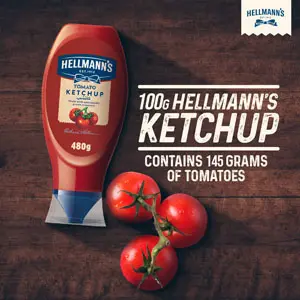 HELLMANN'S
HELLMANN'S
TOMATO
KETCHUP
480g
100G HELLMANN'S
KETCHUP
CONTAINS 145 GRAMS
OF TOMATOES